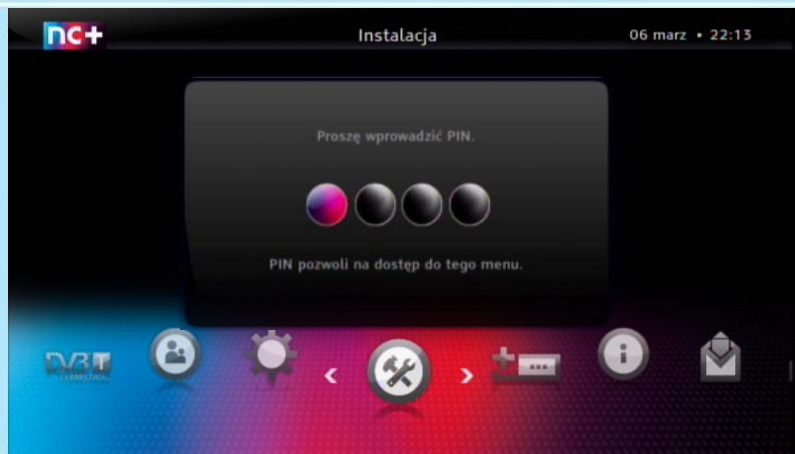 nc+
Instalacja
06 marz • 22:13
Proszę wprowadzić PIN.
PIN pozwoli na dostęp do tego menu.
DVB T